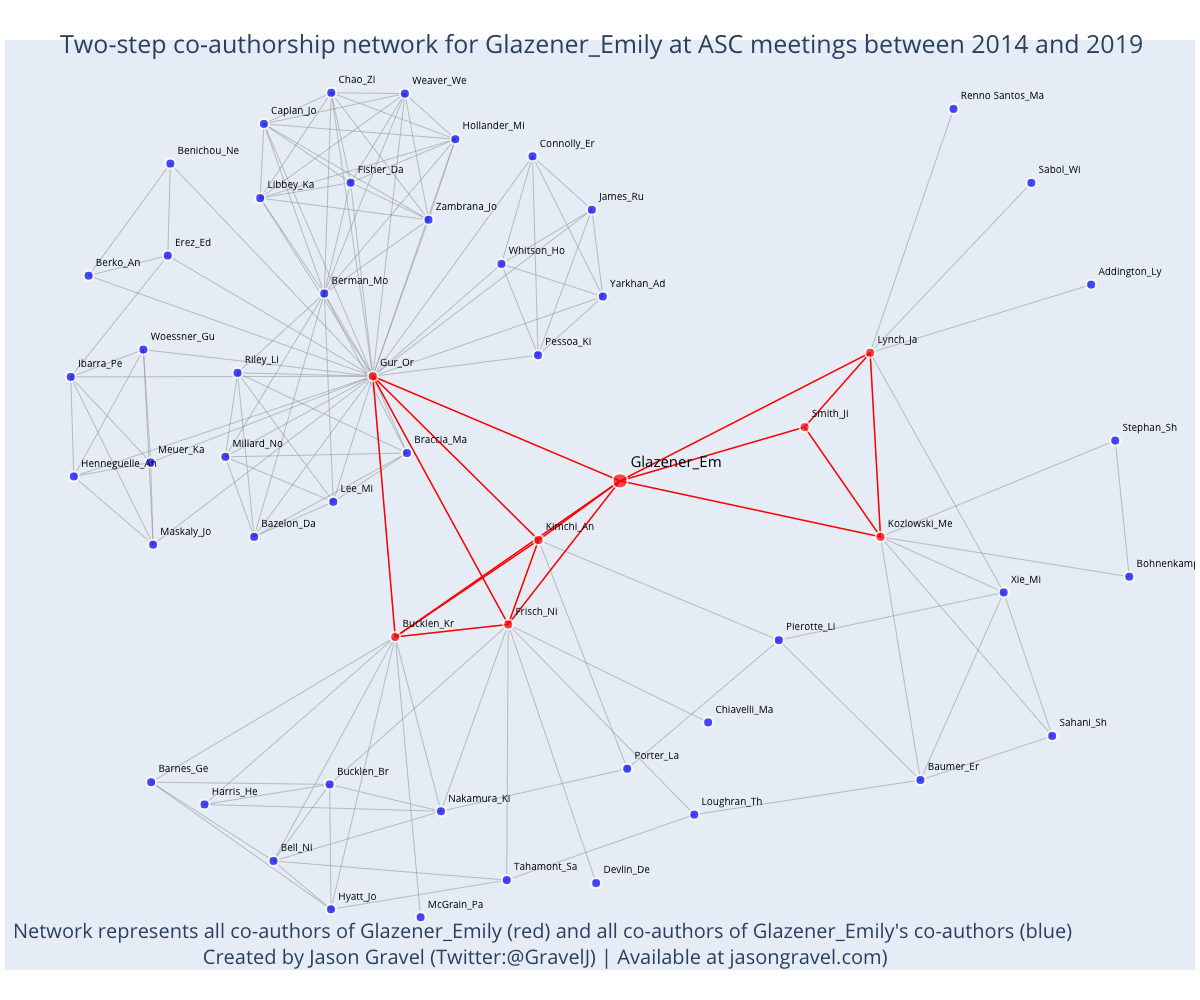 Two-step co-authorship network for Glazener_Emily at ASC meetings between 2014 and 2019
Chao_Zi
Weaver_We
Renno Santos_Ma
Caplan_Jo
Hollander_Mi
Connolly_Er
Benichou_Ne
Fisher_Da
Sabol_Wi
Libbey_Ka
James_Ru
Zambrana_Jo
Erez_Ed
Whitson_Ho
Berko_An
Addington_Ly
Berman_Mo
Yarkhan_Ad
Woessner_Gu
Pessoa_Ki
Lynch_Ja
Ibarra_Pe
Riley_Li
Gur_Or
Smith_Ji
Stephan_Sh
Meuer_Ka
Millard_No
Braccia_Ma
Henneguelle_An
Glazener_Em
Lee_Mi
Maskaly_Jo
Bazelon_Da
Kimchi_An
Kozlowski_Me
Bohnenkamp
Xie_Mi
Bucklen_Kr
Frisch_Ni
Pierotte_Li
Chiavelli_Ma
Sahani_Sh
Barnes_Ge
Bucklen_Br
Porter_La
Baumer_Er
Harris_He
Nakamura_Ki
Loughran_Th
Bell_Ni
Tahamont_Sa
Devlin_De
Hyatt_Jo
McGrain_Pa
Network represents all co-authors of Glazener_Emily (red) and all co-authors of Glazener_Emily's co-authors (blue)
Created by Jason Gravel (Twitter:@GravelJ) | Available at jasongravel.com)